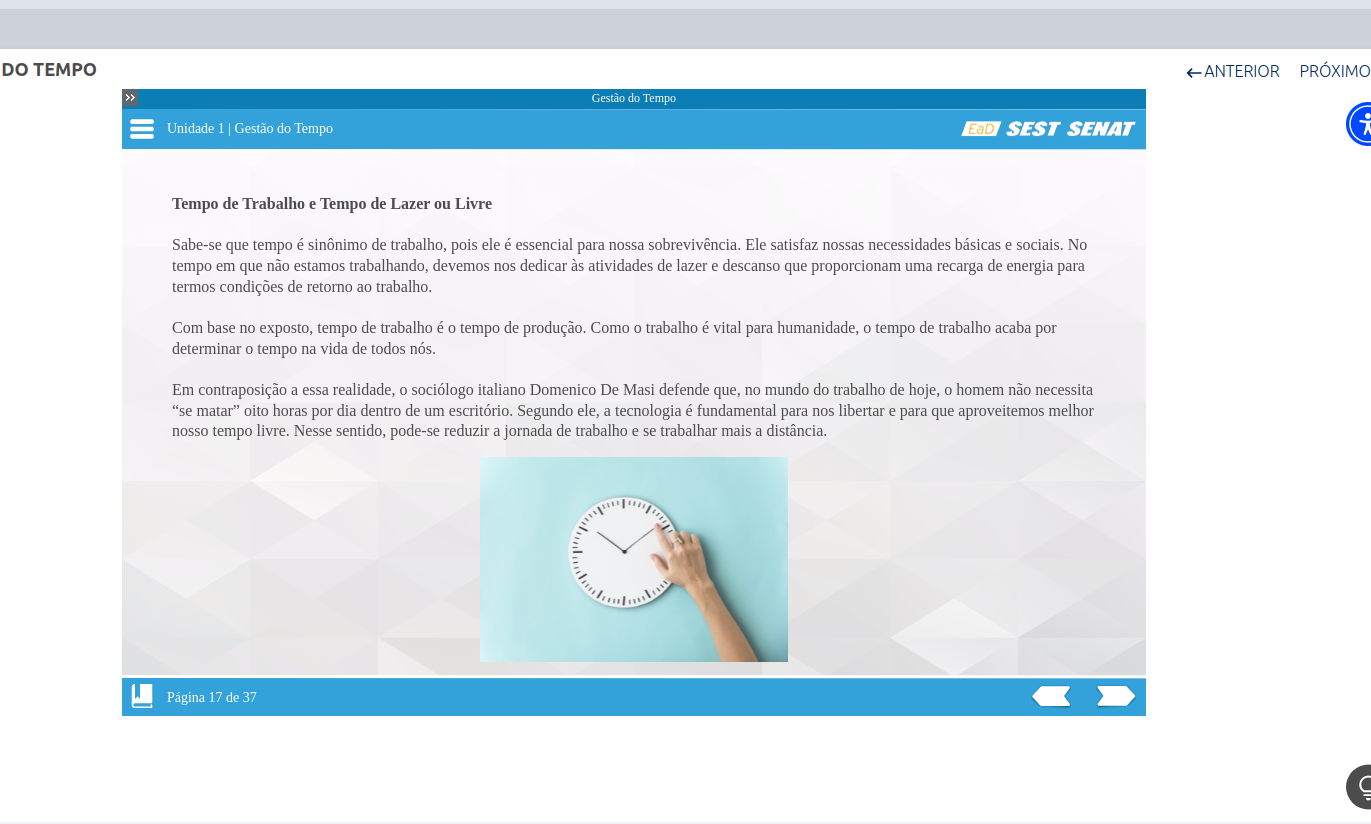 DO TEMPO
ANTERIOR PRÓXIMO
Gestão do Tempo
Unidade 1 | Gestão do Tempo
EaD SEST SENAT
Tempo de Trabalho e Tempo de Lazer ou Livre
Sabe-se que tempo é sinônimo de trabalho, pois ele é essencial para nossa sobrevivência. Ele satisfaz nossas necessidades básicas e sociais. No
tempo em que não estamos trabalhando, devemos nos dedicar às atividades de lazer e descanso que proporcionam uma recarga de energia para
termos condições de retorno ao trabalho.
Com base no exposto, tempo de trabalho é o tempo de produção. Como o trabalho é vital para humanidade, o tempo de trabalho acaba por
determinar o tempo na vida de todos nós.
Em contraposição a essa realidade, o sociólogo italiano Domenico De Masi defende que, no mundo do trabalho de hoje, o homem não necessita
“se matar” oito horas por dia dentro de um escritório. Segundo ele, a tecnologia é fundamental para nos libertar e para que aproveitemos melhor
nosso tempo livre. Nesse sentido, pode-se reduzir a jornada de trabalho e se trabalhar mais a distância.
Página 17 de 37